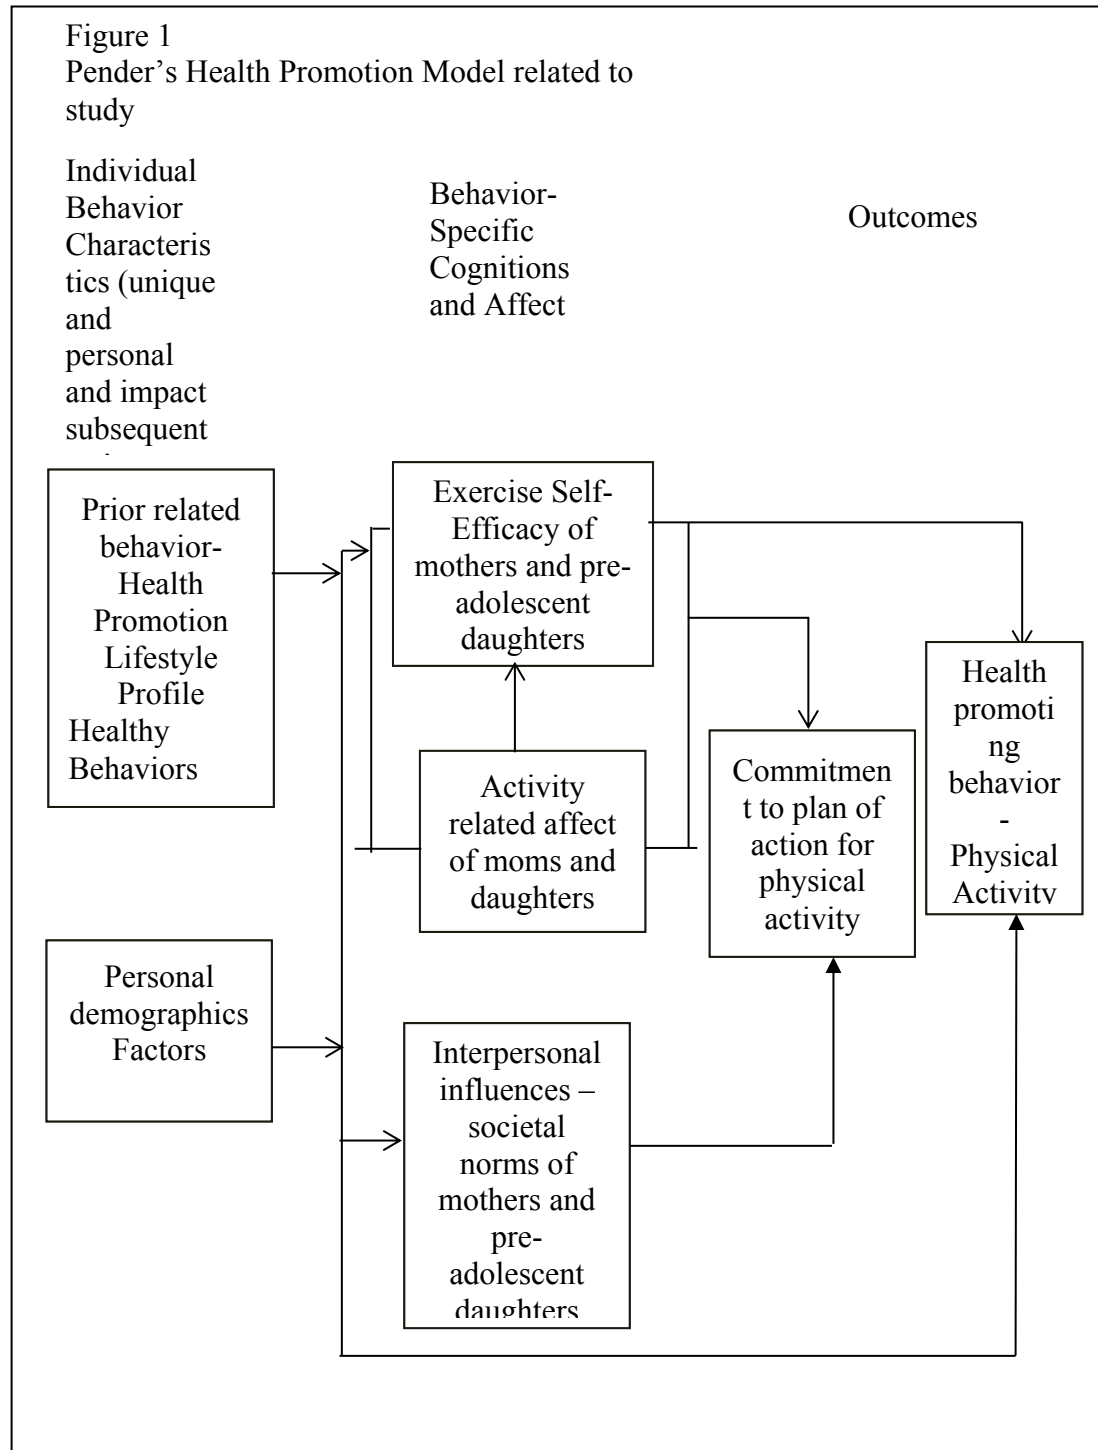 Figure 1
Pender’s Health Promotion Model related to
study
Individual
Behavior
Characteris
tics (unique
and
personal
and impact
subsequent
Behavior-
Specific
Cognitions
and Affect
Outcomes
Prior related
behavior-
Health
Promotion
Lifestyle
Profile
Healthy
Behaviors
Exercise Self-
Efficacy of
mothers and pre-
adolescent
daughters
Activity
related affect
of moms and
daughters
Commitmen
t to plan of
action for
physical
activity
Health
promoti
ng
behavior
-
Physical
Activity
Personal
demographics
Factors
Interpersonal
influences –
societal
norms of
mothers and
pre-
adolescent
daughters